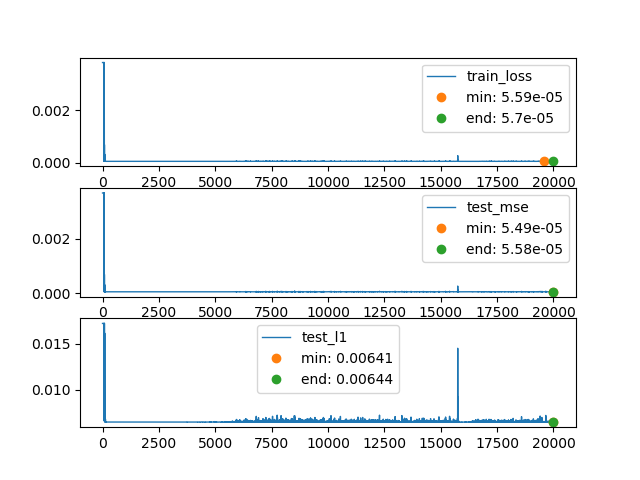 train_loss
min: 5.59e-05
end: 5.7e-05
0.002
0.000
0 2500 5000 7500 10000 12500 15000 17500 20000
test_mse
min: 5.49e-05
end: 5.58e-05
0.002
0.000
0 2500 5000 7500 10000 12500 15000 17500 20000
test_l1
min: 0.00641
end: 0.00644
0.015
0.010
0 2500 5000 7500 10000 12500 15000 17500 20000